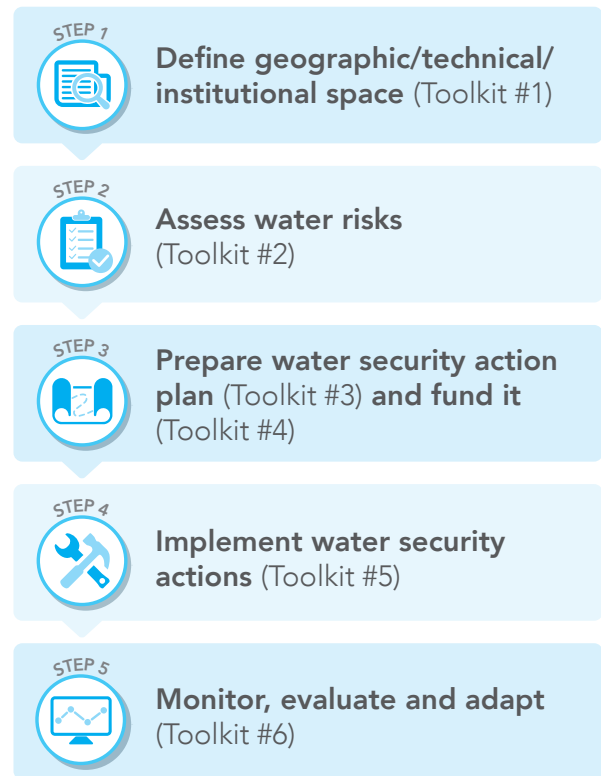 STEP 1
Define geographic/technical/
institutional space (Toolkit #1)
STEP 2
Assess water risks
(Toolkit #2)
STEP 3
Prepare water security action
plan (Toolkit #3) and fund it
(Toolkit #4)
STEP 4
Implement water security
actions (Toolkit #5)
STEP 5
Monitor, evaluate and adapt
(Toolkit #6)